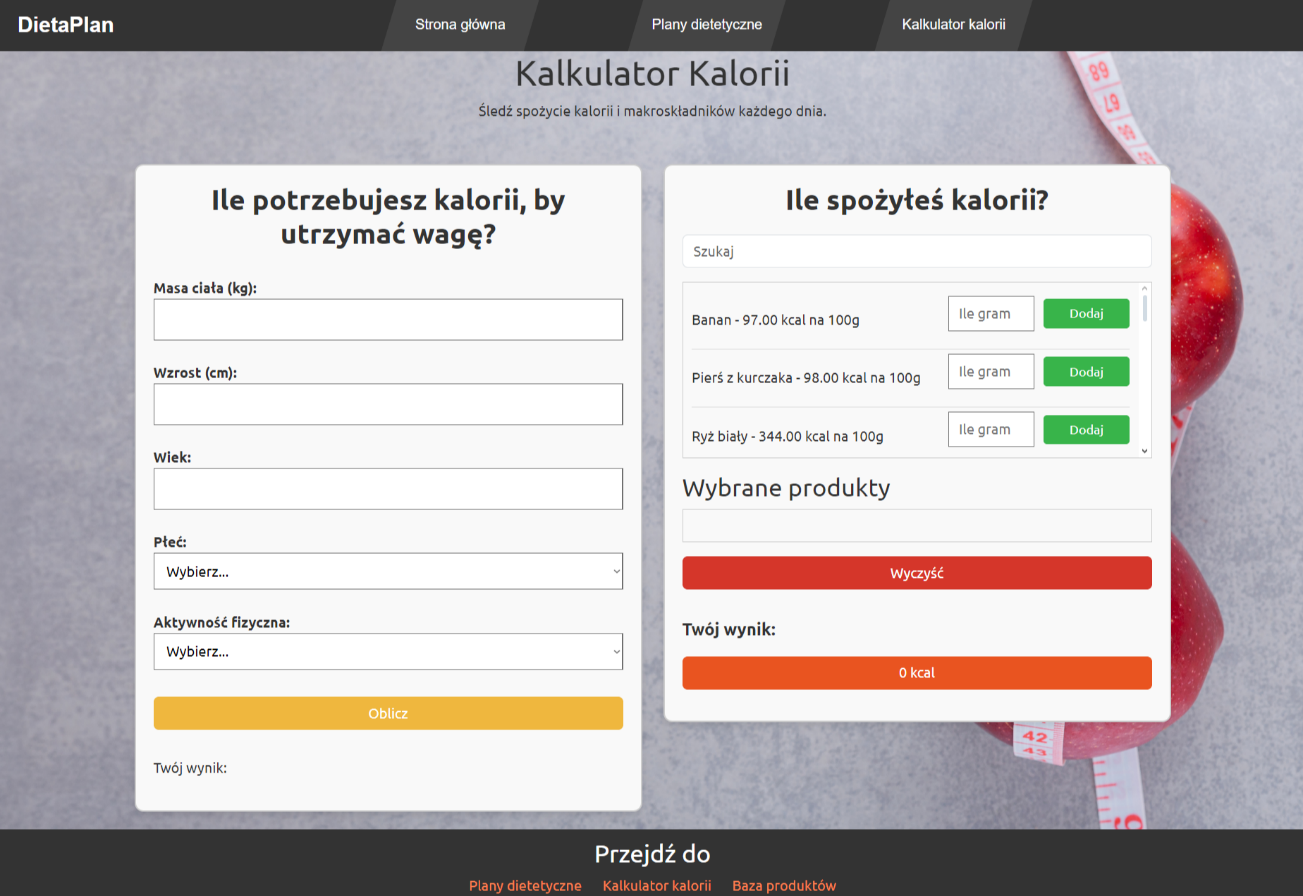 DietaPlan
Strona główna
Plany dietetyczne
Kalkulator kalorii
Kalkulator Kalorii
Śledź spożycie kalorii i makroskładników każdego dnia.
Ile potrzebujesz kalorii, by
utrzymać wagę?
Masa ciała (kg):
Wzrost (cm):
Wiek:
Płeć:
Wybierz...
Aktywność fizyczna:
Wybierz...
Oblicz
Twój wynik:
Ile spożyłeś kalorii?
Szukaj
Banan - 97.00 kcal na 100g
Ile gram
Dodaj
Pierś z kurczaka - 98.00 kcal na 100g
Ile gram
Dodaj
Ryż biały - 344.00 kcal na 100g
Ile gram
Dodaj
Wybrane produkty
Wyczyść
Twój wynik:
0 kcal
89
67
42
43
Przejdź do
Plany dietetyczne Kalkulator kalorii Baza produktów